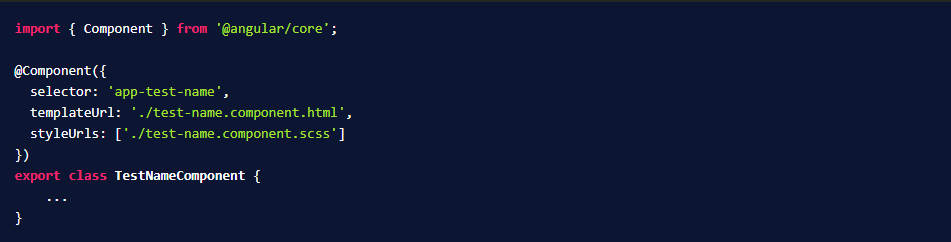 import { Component } from '@angular/core';
@Component({
selector: 'app-test-name',
templateUrl: './test-name.component.html',
styleUrls: ['./test-name.component.scss']
})
export class TestNameComponent {
...
}